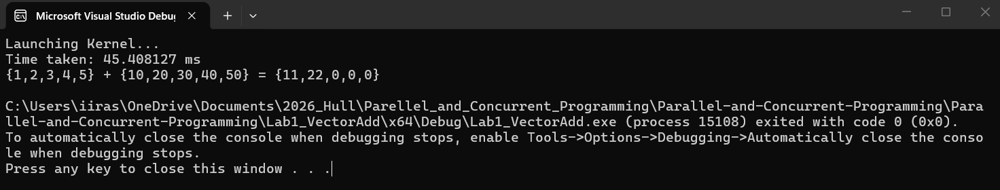 Microsoft Visual Studio Debug
Launching Kernel...
Time taken: 45.408127 ms
{1,2,3,4,5} + {10,20,30,40,50} = {11,22,0,0,0}
C:\Users\iiras\OneDrive\Documents\2026_Hull\Parellel_and_Concurrent_Programming\Parallel-and-Concurrent-Programming\Para
llel-and-Concurrent-Programming\Lab1_VectorAdd\x64\Debug\Lab1_VectorAdd.exe (process 15108) exited with code 0 (0x0).
To automatically close the console when debugging stops, enable Tools->Options->Debugging->Automatically close the conso
le when debugging stops.
Press any key to close this window . . .